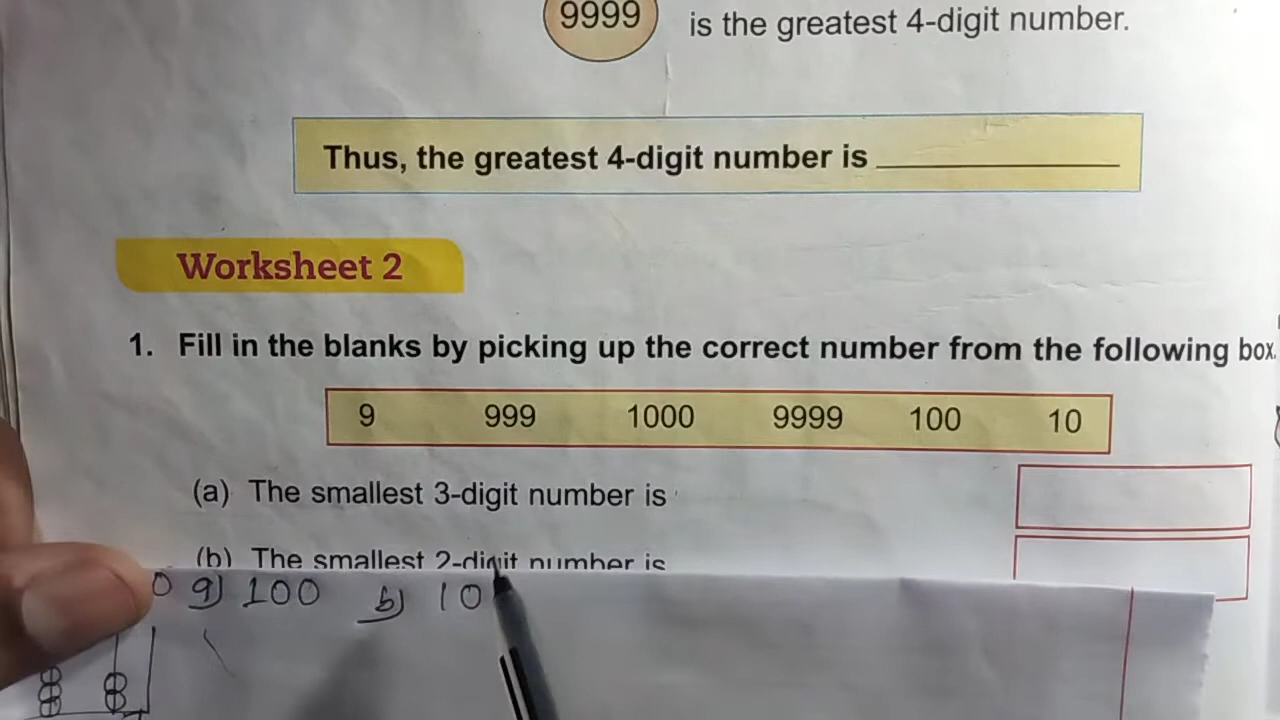 9999 is the greatest 4-digit number.
Thus, the greatest 4-digit number is
Worksheet 2
1. Fill in the blanks by picking up the correct number from the following box.
9 999 1000 9999 100 10
(a) The smallest 3-digit number is
(b) The smallest 2-digit number is
a) 100 b) 10